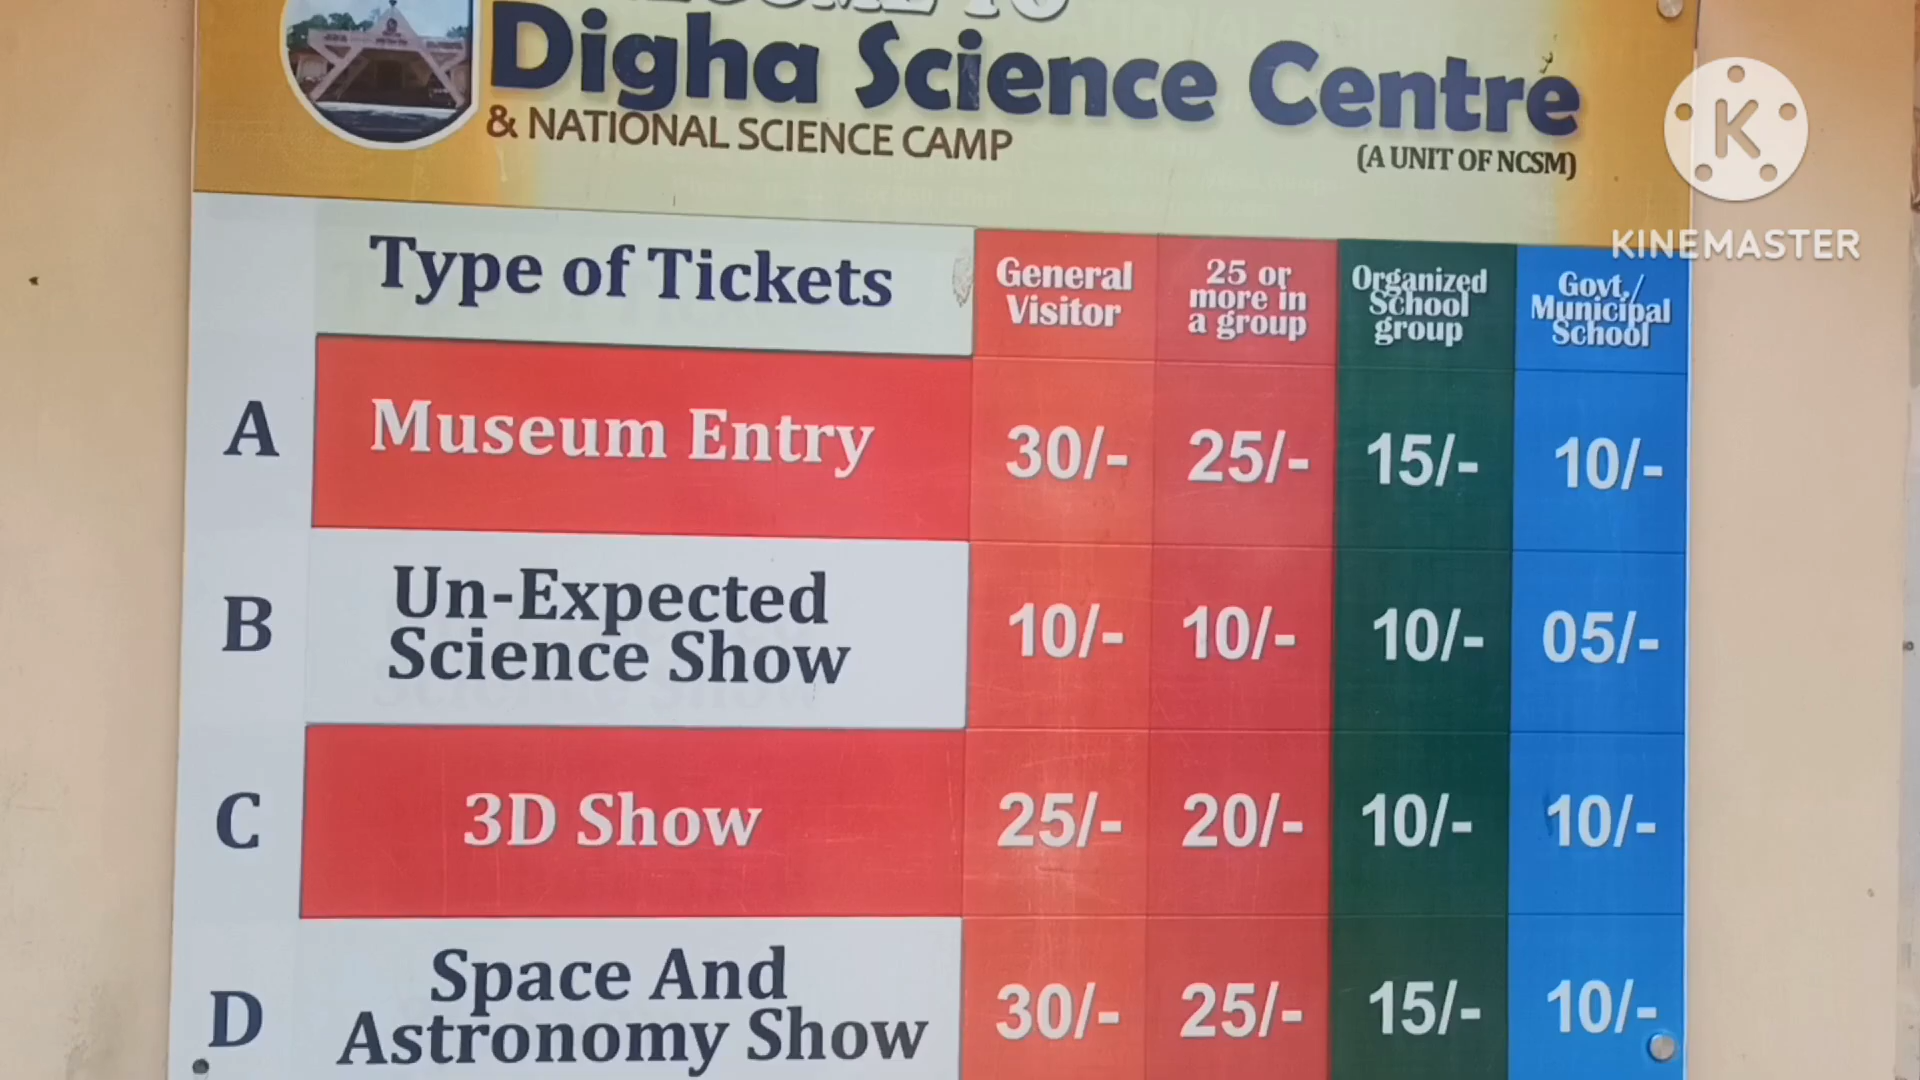 WELCOME TO
Digha Science Centre
& NATIONAL SCIENCE CAMP
(A UNIT OF NCSM)
KINEMASTER
Type of Tickets
General
Visitor
25 or
more in
a group
Organized
School
group
Govt./
Municipal
School
A
Museum Entry
30/-
25/-
15/-
10/-
B
Un-Expected
Science Show
10/-
10/-
10/-
05/-
C
3D Show
25/-
20/-
10/-
10/-
D
Space And
Astronomy Show
30/-
25/-
15/-
10/-